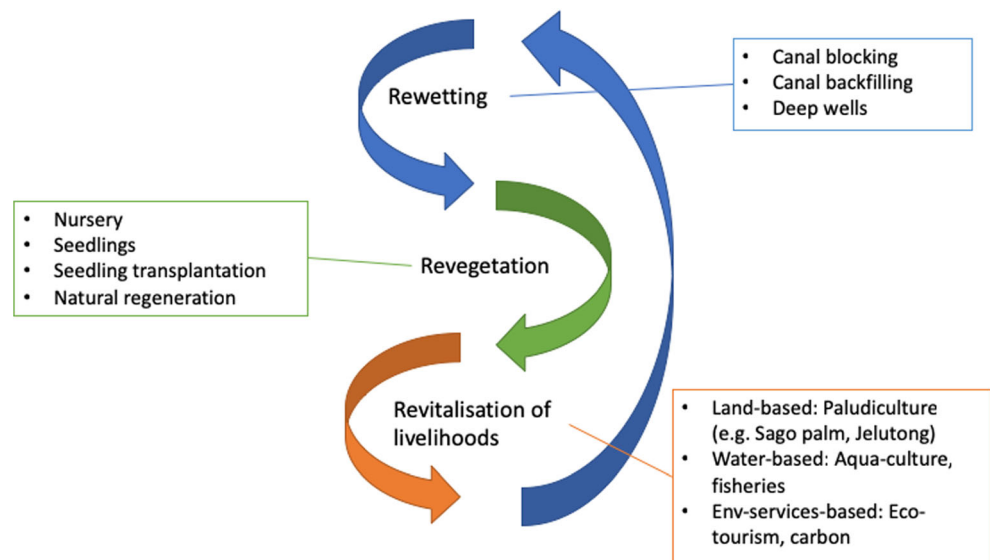 Rewetting
• Canal blocking
• Canal backfilling
• Deep wells
• Nursery
• Seedlings
• Seedling transplantation
• Natural regeneration
Revegetation
Revitalisation of
livelihoods
• Land-based: Paludiculture
(e.g. Sago palm, Jelutong)
• Water-based: Aqua-culture,
fisheries
• Env-services-based: Eco-
tourism, carbon